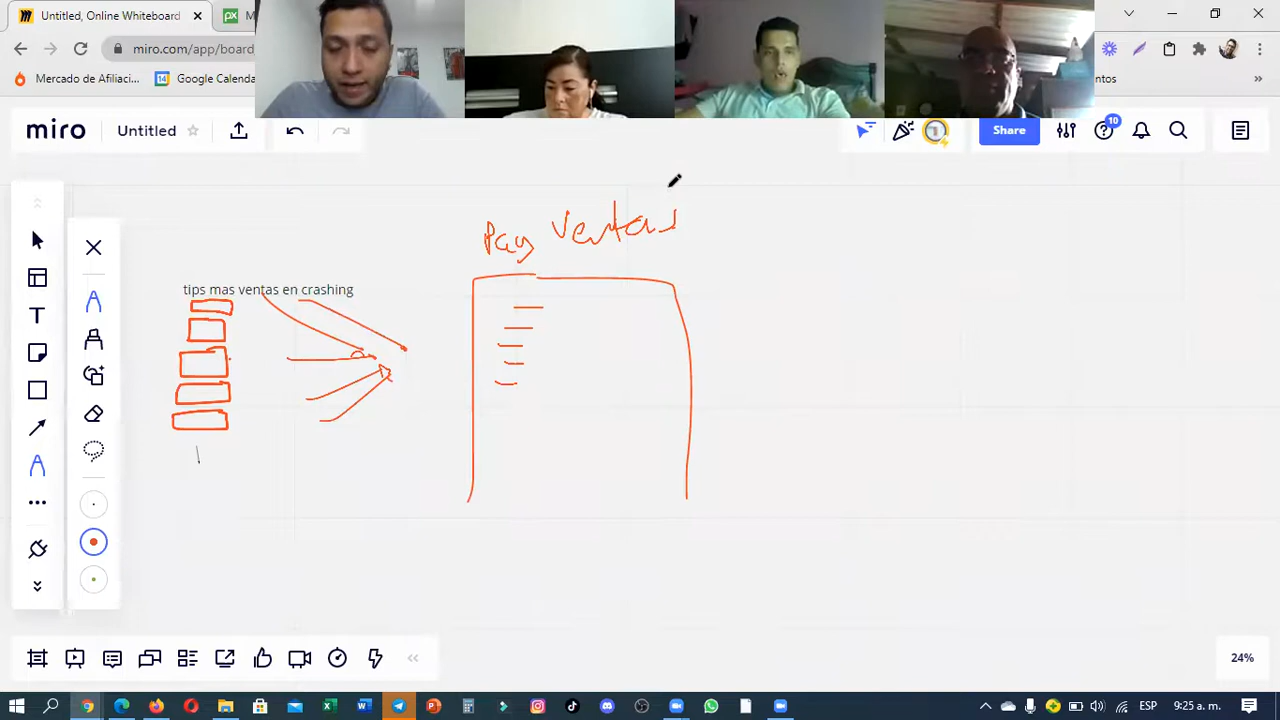 Untitled, Online Whiteboard
M
miro.com/app/board
Mercado de Afiliaci
Google Calenda
ntos
miro
Untitled
Share
10
Pag Ventas
tips mas ventas en crashing
24%
ESP
9:25 a. m.